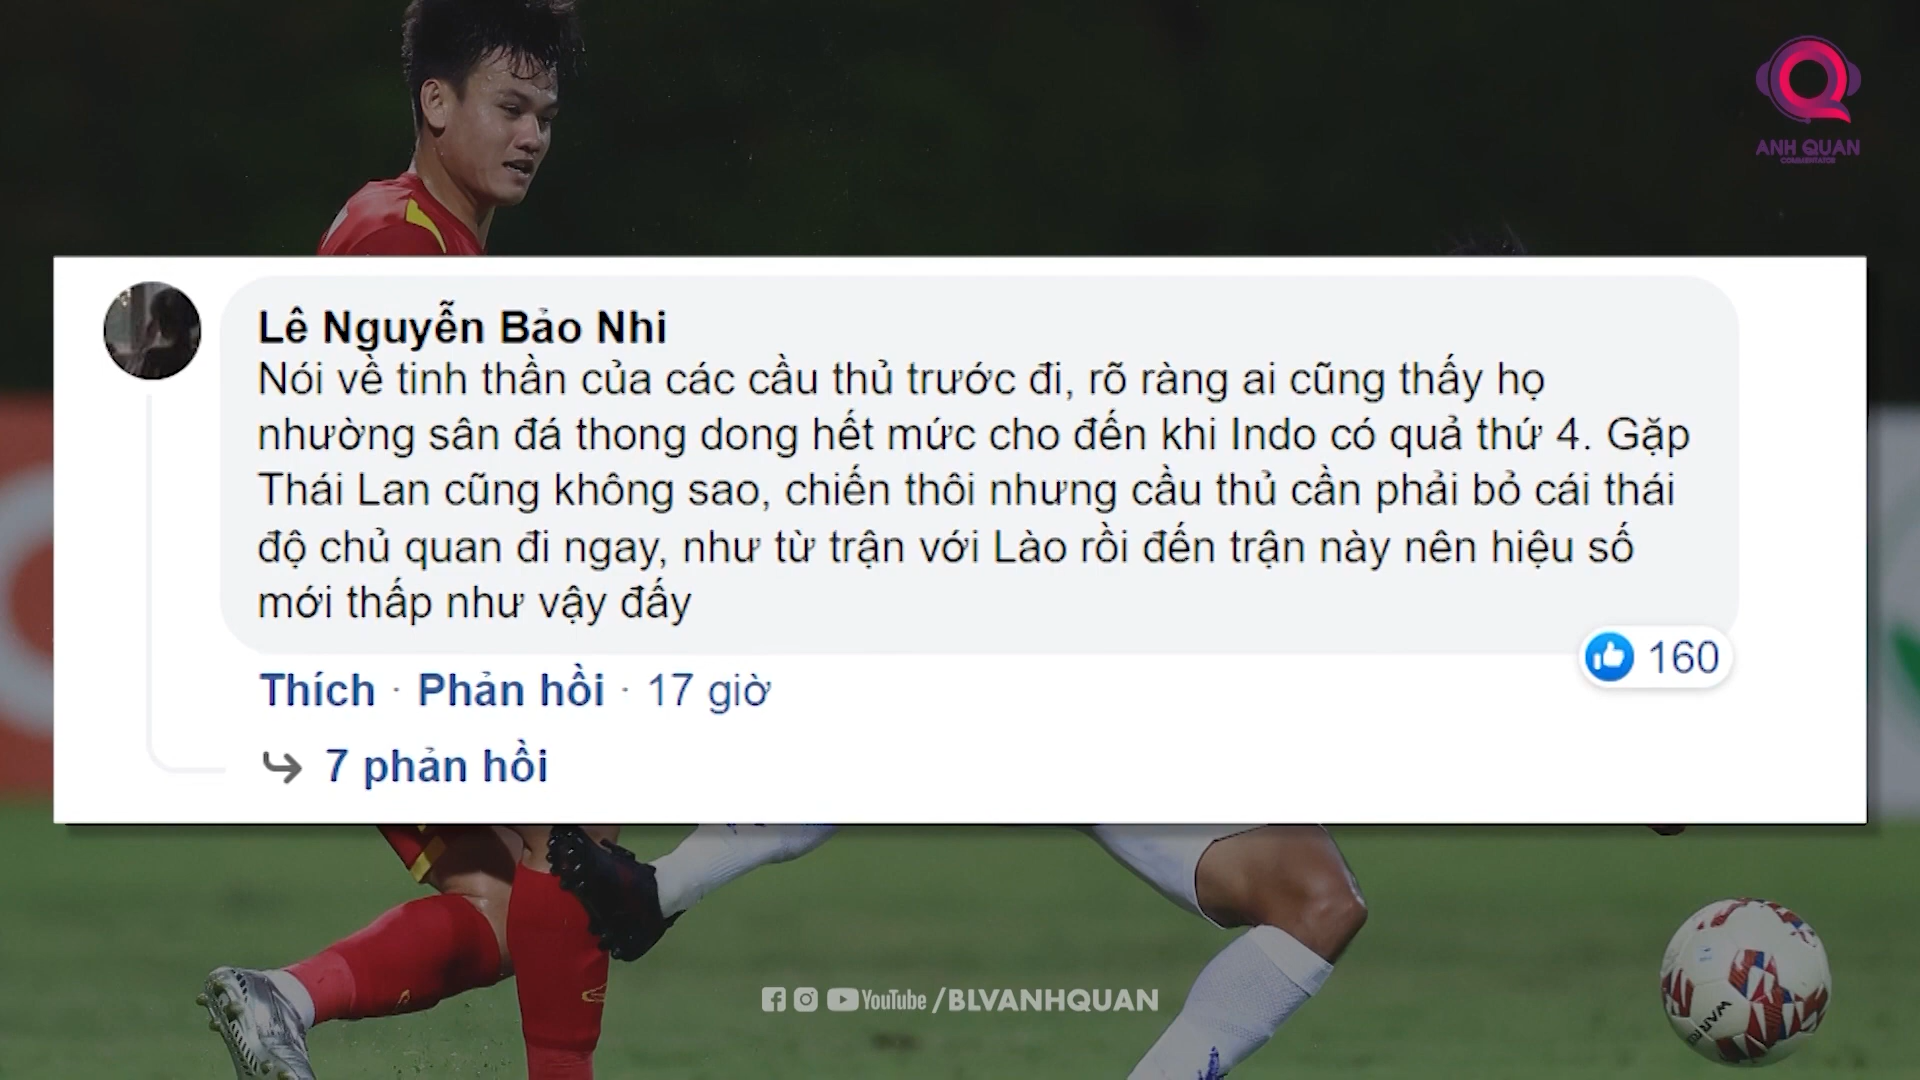 ANH QUAN
COMMENTATOR
Lê Nguyễn Bảo Nhi
Nói về tinh thần của các cầu thủ trước đi, rõ ràng ai cũng thấy họ
nhường sân đá thong dong hết mức cho đến khi Indo có quả thứ 4. Gặp
Thái Lan cũng không sao, chiến thôi nhưng cầu thủ cần phải bỏ cái thái
độ chủ quan đi ngay, như từ trận với Lào rồi đến trận này nên hiệu số
mới thấp như vậy đấy
160
Thích · Phản hồi · 17 giờ
7 phản hồi
YouTube /BLVANHQUAN